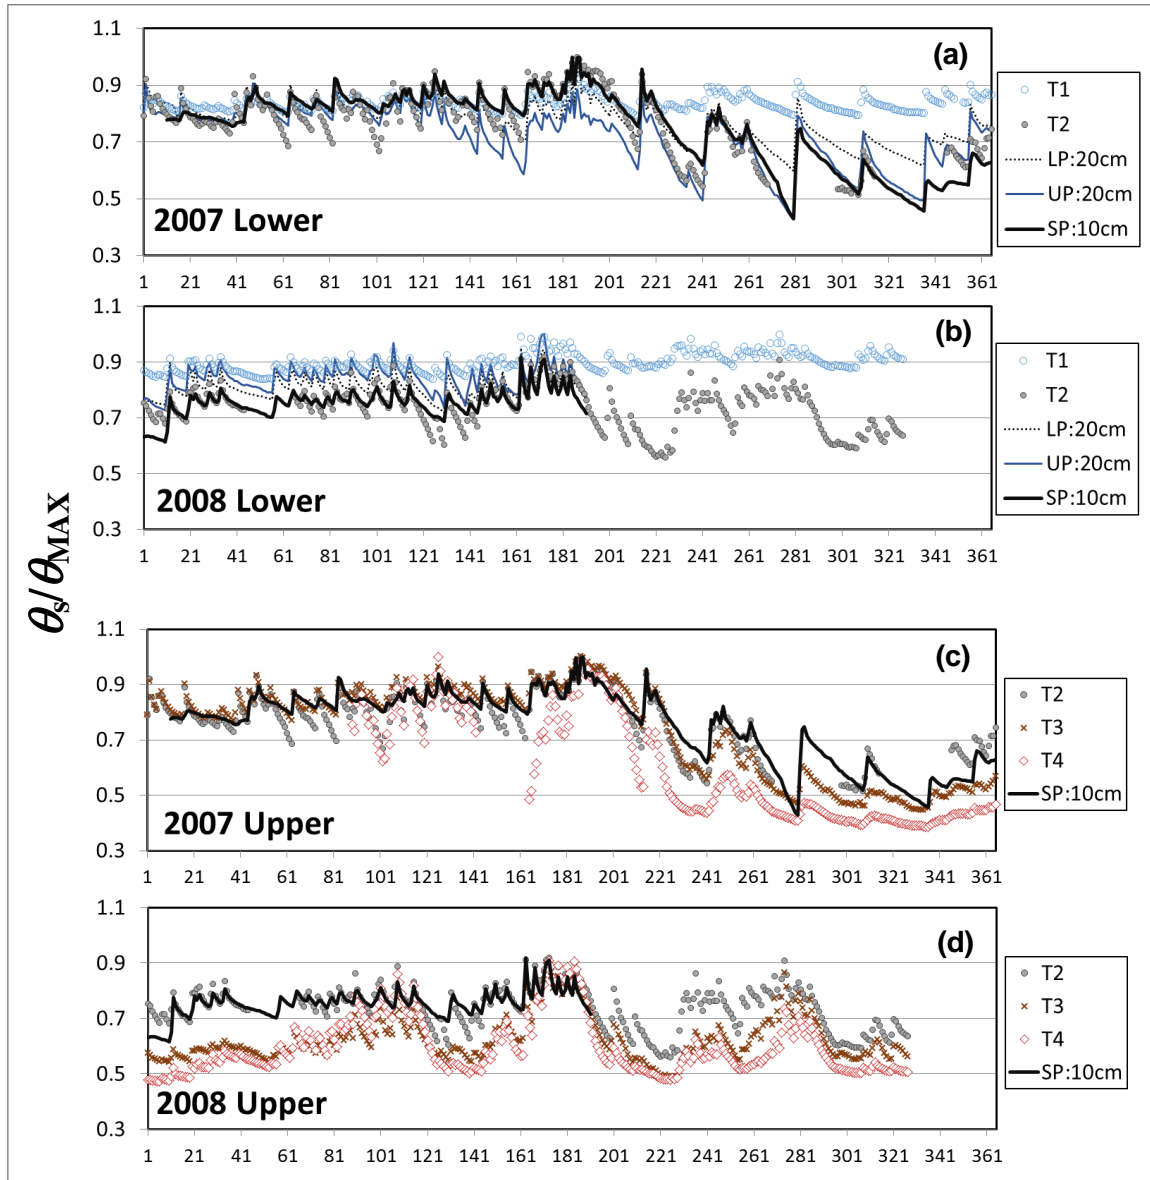 θs/θMAX
1.1
0.9
0.7
0.5
0.3
(a)
2007 Lower
1 21 41 61 81 101 121 141 161 181 201 221 241 261 281 301 321 341 361
T1
T2
LP:20cm
UP:20cm
SP:10cm
1.1
0.9
0.7
0.5
0.3
(b)
2008 Lower
1 21 41 61 81 101 121 141 161 181 201 221 241 261 281 301 321 341 361
T1
T2
LP:20cm
UP:20cm
SP:10cm
1.1
0.9
0.7
0.5
0.3
(c)
2007 Upper
1 21 41 61 81 101 121 141 161 181 201 221 241 261 281 301 321 341 361
T2
T3
T4
SP:10cm
1.1
0.9
0.7
0.5
0.3
(d)
2008 Upper
1 21 41 61 81 101 121 141 161 181 201 221 241 261 281 301 321 341 361
T2
T3
T4
SP:10cm